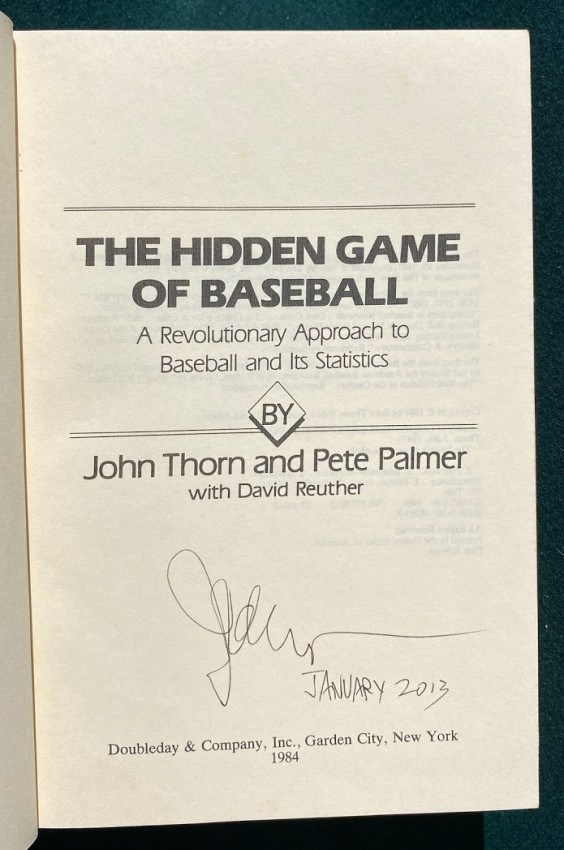 THE HIDDEN GAME
OF BASEBALL
A Revolutionary Approach to
Baseball and Its Statistics
BY
John Thorn and Pete Palmer
with David Reuther
JANUARY 2013
Doubleday & Company, Inc., Garden City, New York
1984